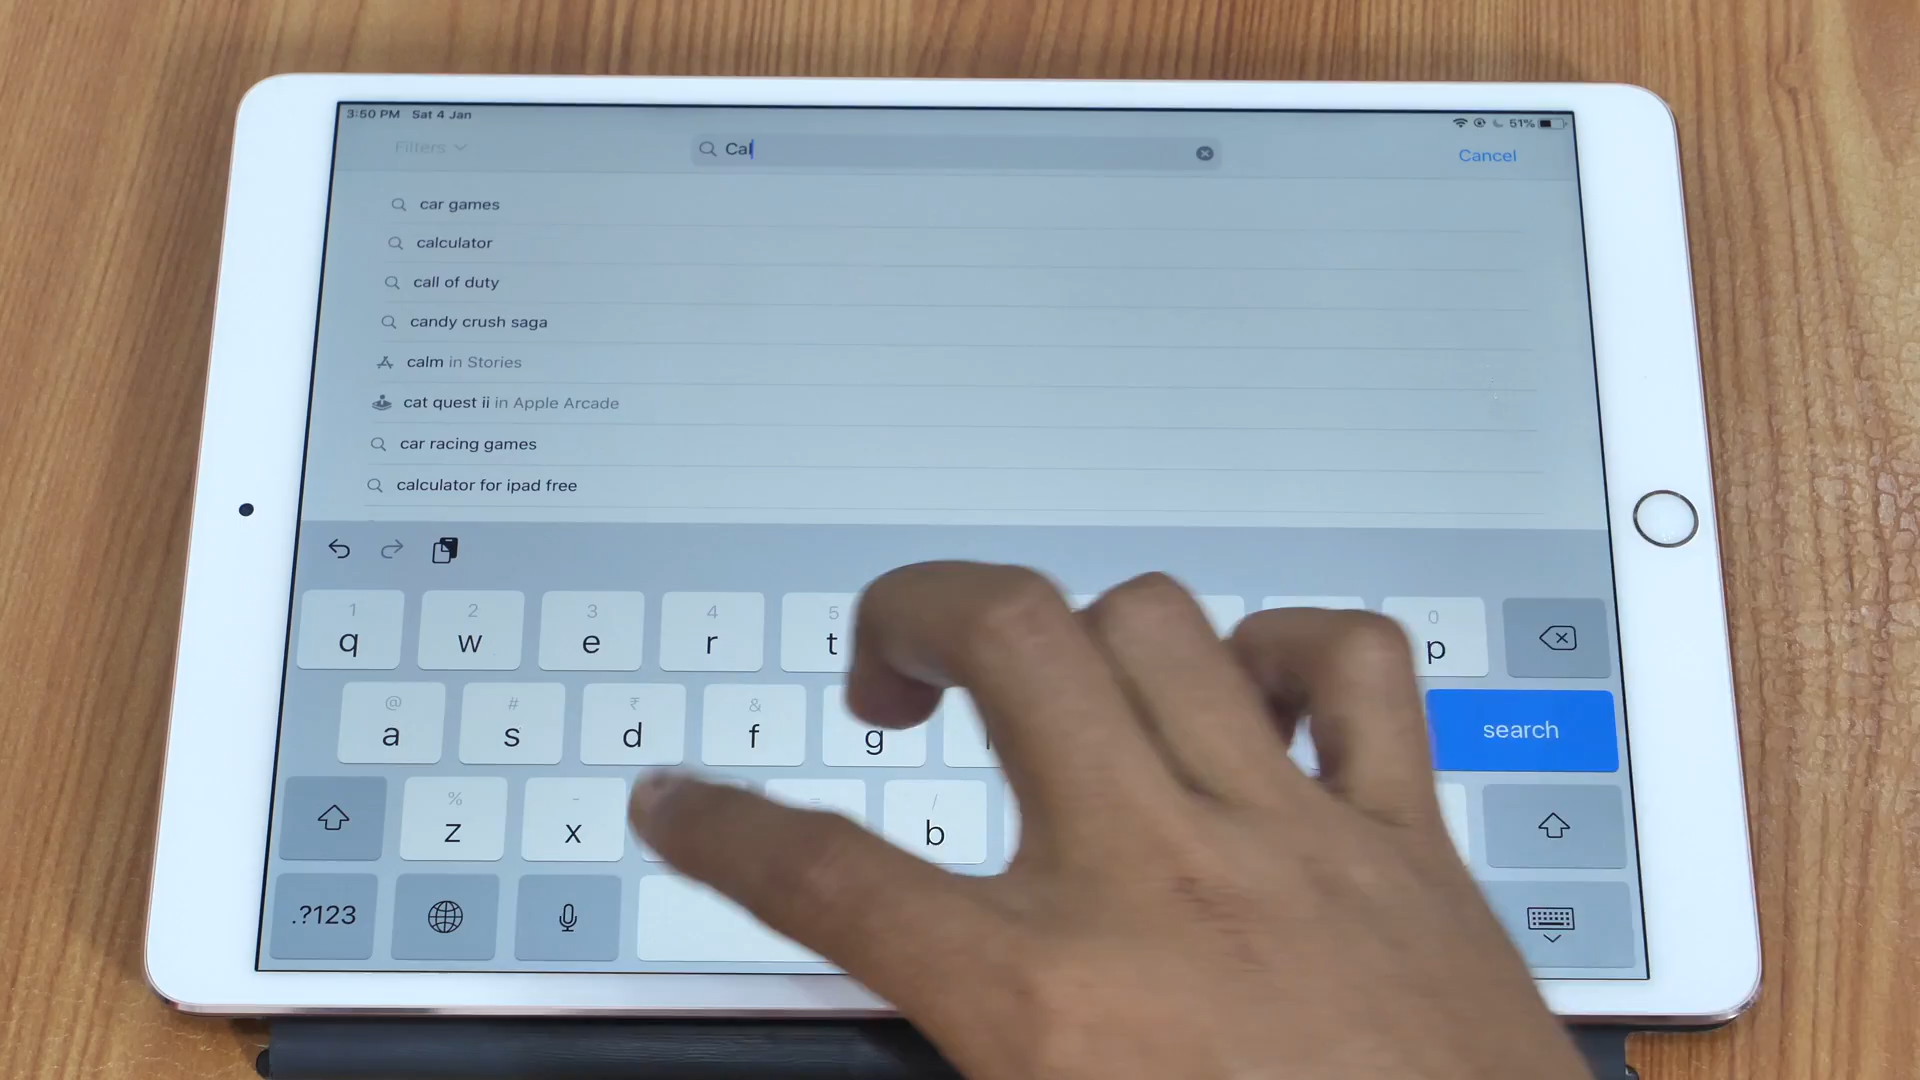 3:50 PM Sat 4 Jan
51%
Filters
Cal
Cancel
car games
calculator
call of duty
candy crush saga
calm in Stories
cat quest ii in Apple Arcade
car racing games
calculator for ipad free
1 2 3 4 5 0
q w e r t p
@ # ₹ &
a s d f g
search
% - = /
z x b
.?123